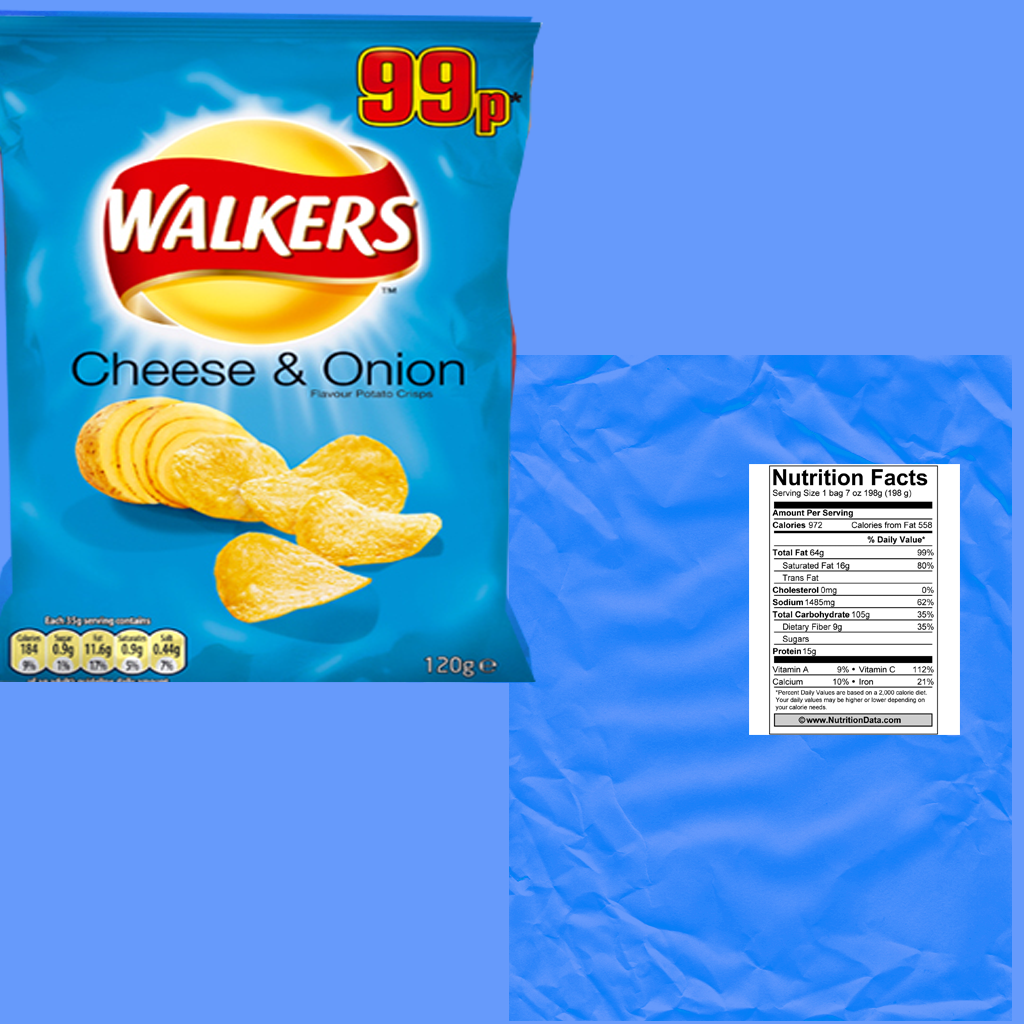 99p*
WALKERS
™
Cheese & Onion
Flavour Potato Crisps
Each 35g serving contains
Calories Sugar Fat Saturates Salt
184 0.9g 11.6g 0.9g 0.44g
9% 1% 17% 5% 7%
120g e
Nutrition Facts
Serving Size 1 bag 7 oz 198g (198 g)
Amount Per Serving
Calories 972 Calories from Fat 558
% Daily Value*
Total Fat 64g 99%
Saturated Fat 16g 80%
Trans Fat
Cholesterol 0mg 0%
Sodium 1485mg 62%
Total Carbohydrate 105g 35%
Dietary Fiber 9g 35%
Sugars
Protein 15g
Vitamin A 9% • Vitamin C 112%
Calcium 10% • Iron 21%
*Percent Daily Values are based on a 2,000 calorie diet.
Your daily values may be higher or lower depending on
your calorie needs.
©www.NutritionData.com